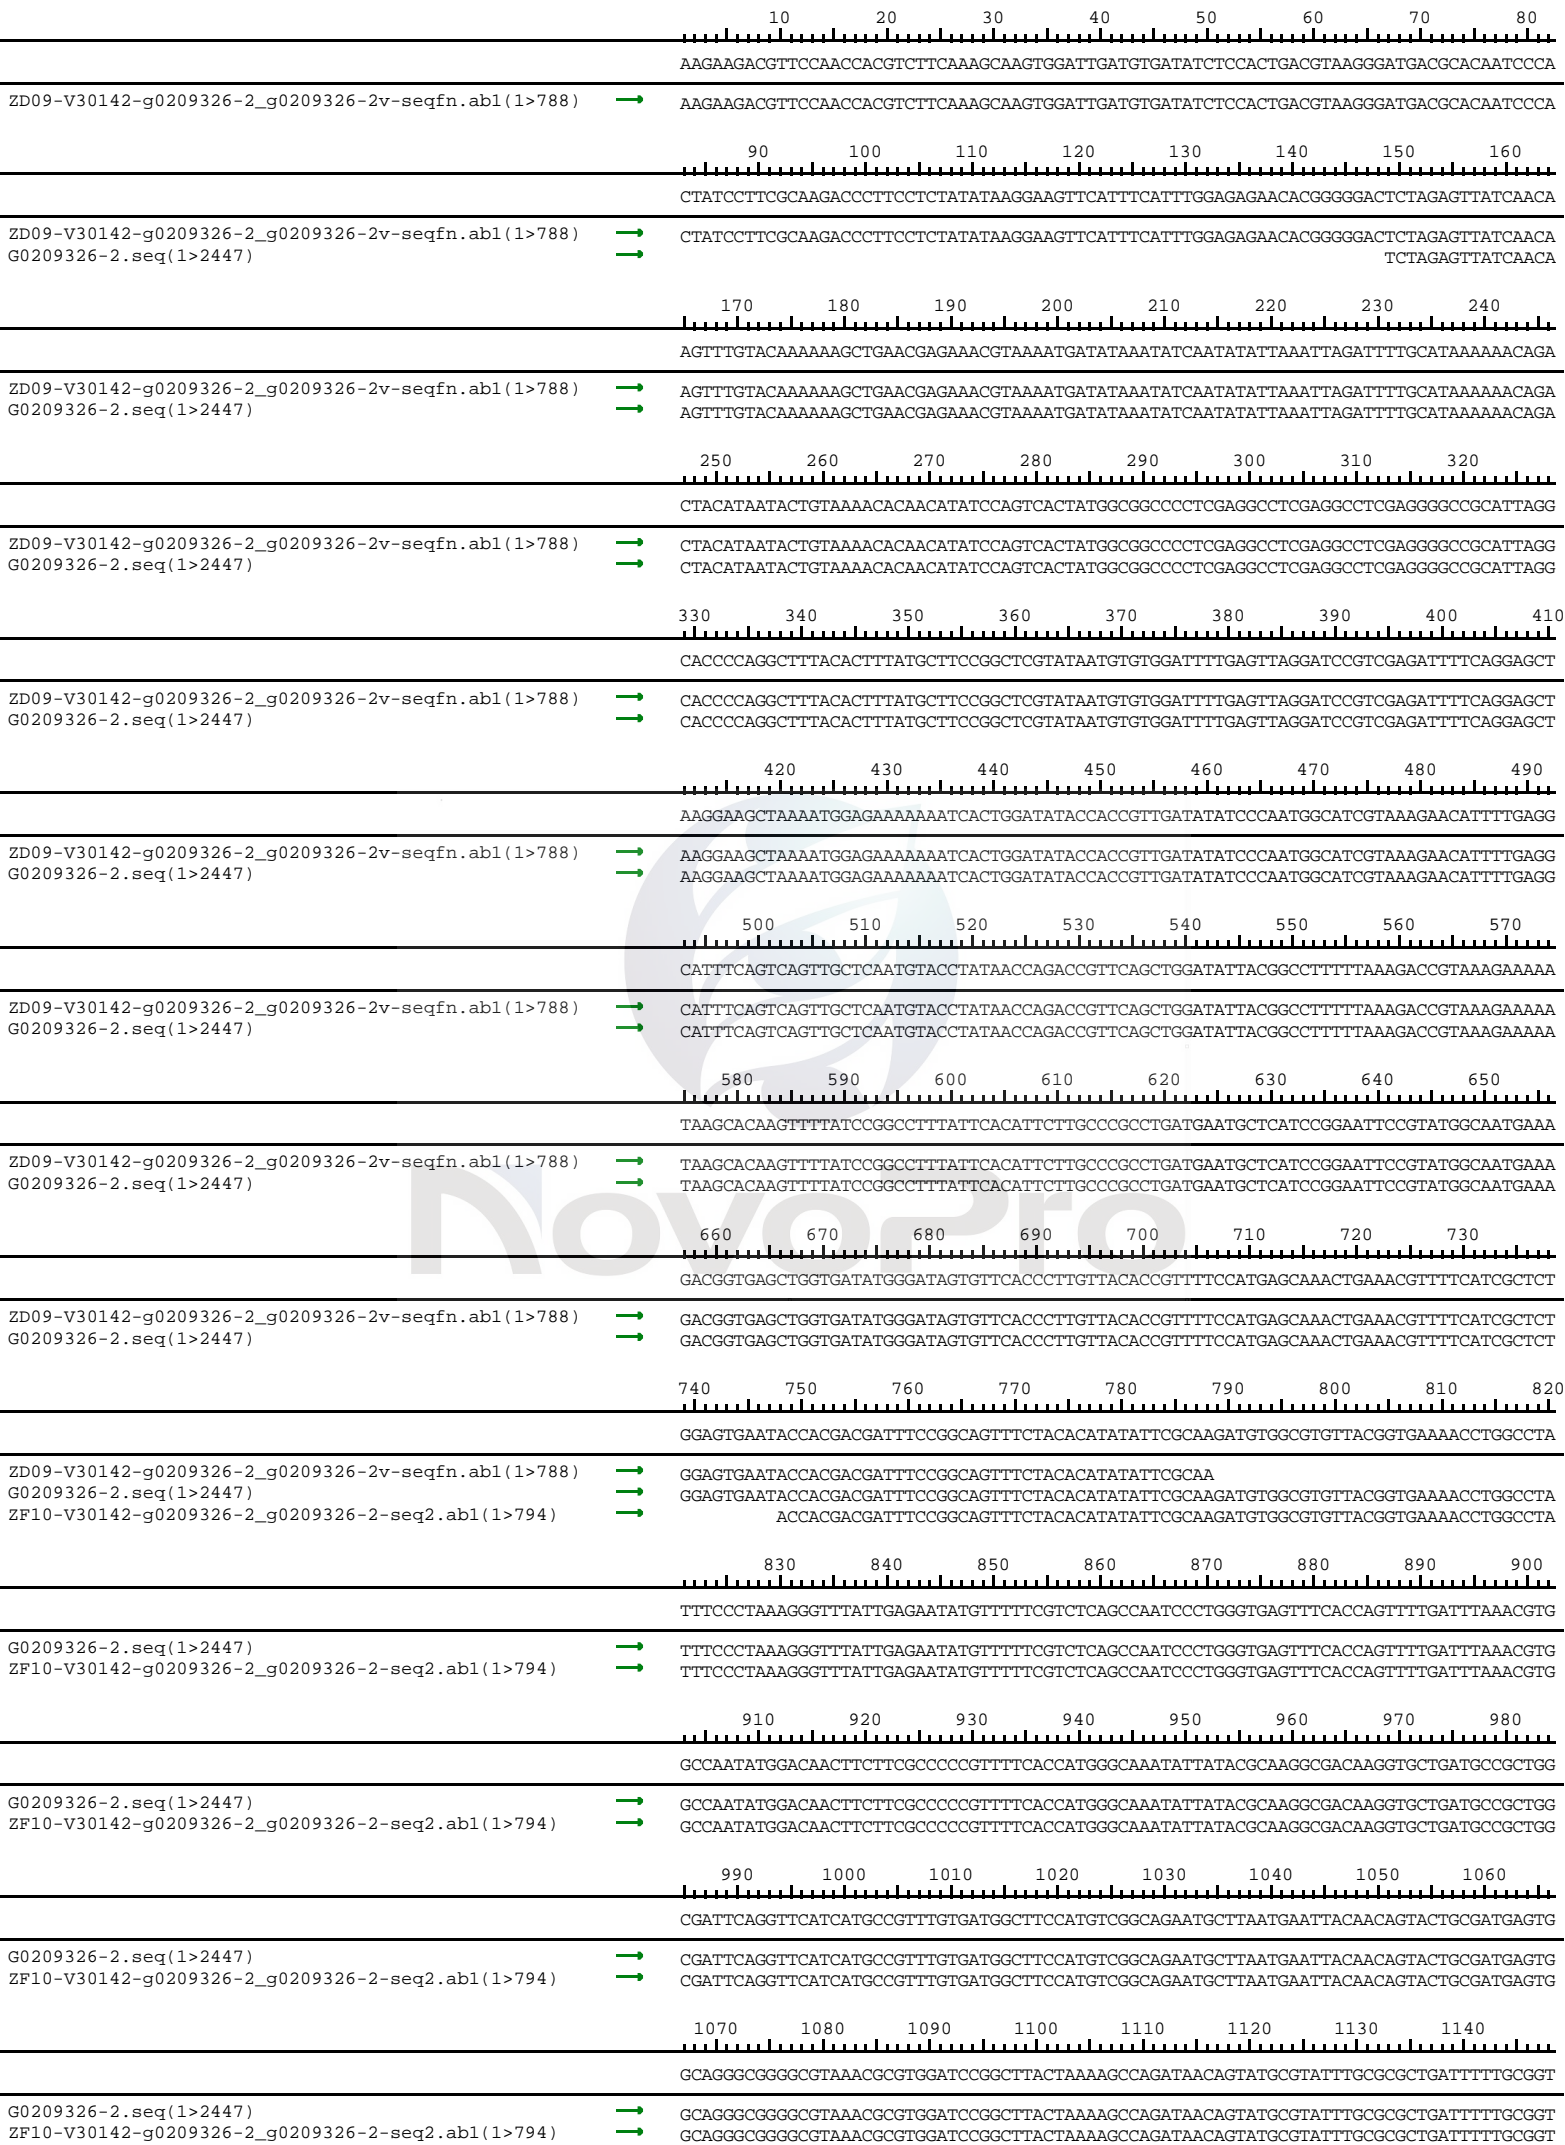 10 20 30 40 50 60 70 80
AAGAAGACGTTCCAACCACGTCTTCAAAGCAAGTGGATTGATGTGATATCTCCACTGACGTAAGGGATGACGCACAATCCCA
ZD09-V30142-g0209326-2_g0209326-2v-seqfn.ab1(1>788) AAGAAGACGTTCCAACCACGTCTTCAAAGCAAGTGGATTGATGTGATATCTCCACTGACGTAAGGGATGACGCACAATCCCA
90 100 110 120 130 140 150 160
CTATCCTTCGCAAGACCCTTCCTCTATATAAGGAAGTTCATTTCATTTGGAGAGAACACGGGGGACTCTAGAGTTATCAACA
ZD09-V30142-g0209326-2_g0209326-2v-seqfn.ab1(1>788) CTATCCTTCGCAAGACCCTTCCTCTATATAAGGAAGTTCATTTCATTTGGAGAGAACACGGGGGACTCTAGAGTTATCAACA
G0209326-2.seq(1>2447) TCTAGAGTTATCAACA
170 180 190 200 210 220 230 240
AGTTTGTACAAAAAAGCTGAACGAGAAACGTAAAATGATATAAATATCAATATATTAAATTAGATTTTGCATAAAAAACAGA
ZD09-V30142-g0209326-2_g0209326-2v-seqfn.ab1(1>788) AGTTTGTACAAAAAAGCTGAACGAGAAACGTAAAATGATATAAATATCAATATATTAAATTAGATTTTGCATAAAAAACAGA
G0209326-2.seq(1>2447) AGTTTGTACAAAAAAGCTGAACGAGAAACGTAAAATGATATAAATATCAATATATTAAATTAGATTTTGCATAAAAAACAGA
250 260 270 280 290 300 310 320
CTACATAATACTGTAAAACACAACATATCCAGTCACTATGGCGGCCCCTCGAGGCCTCGAGGCCTCGAGGGGCCGCATTAGG
ZD09-V30142-g0209326-2_g0209326-2v-seqfn.ab1(1>788) CTACATAATACTGTAAAACACAACATATCCAGTCACTATGGCGGCCCCTCGAGGCCTCGAGGCCTCGAGGGGCCGCATTAGG
G0209326-2.seq(1>2447) CTACATAATACTGTAAAACACAACATATCCAGTCACTATGGCGGCCCCTCGAGGCCTCGAGGCCTCGAGGGGCCGCATTAGG
330 340 350 360 370 380 390 400 410
CACCCCAGGCTTTACACTTTATGCTTCCGGCTCGTATAATGTGTGGATTTTGAGTTAGGATCCGTCGAGATTTTCAGGAGCT
ZD09-V30142-g0209326-2_g0209326-2v-seqfn.ab1(1>788) CACCCCAGGCTTTACACTTTATGCTTCCGGCTCGTATAATGTGTGGATTTTGAGTTAGGATCCGTCGAGATTTTCAGGAGCT
G0209326-2.seq(1>2447) CACCCCAGGCTTTACACTTTATGCTTCCGGCTCGTATAATGTGTGGATTTTGAGTTAGGATCCGTCGAGATTTTCAGGAGCT
420 430 440 450 460 470 480 490
AAGGAAGCTAAAATGGAGAAAAAAATCACTGGATATACCACCGTTGATATATCCCAATGGCATCGTAAAGAACATTTTGAGG
ZD09-V30142-g0209326-2_g0209326-2v-seqfn.ab1(1>788) AAGGAAGCTAAAATGGAGAAAAAAATCACTGGATATACCACCGTTGATATATCCCAATGGCATCGTAAAGAACATTTTGAGG
G0209326-2.seq(1>2447) AAGGAAGCTAAAATGGAGAAAAAAATCACTGGATATACCACCGTTGATATATCCCAATGGCATCGTAAAGAACATTTTGAGG
500 510 520 530 540 550 560 570
CATTTCAGTCAGTTGCTCAATGTACCTATAACCAGACCGTTCAGCTGGATATTACGGCCTTTTTAAAGACCGTAAAGAAAAA
ZD09-V30142-g0209326-2_g0209326-2v-seqfn.ab1(1>788) CATTTCAGTCAGTTGCTCAATGTACCTATAACCAGACCGTTCAGCTGGATATTACGGCCTTTTTAAAGACCGTAAAGAAAAA
G0209326-2.seq(1>2447) CATTTCAGTCAGTTGCTCAATGTACCTATAACCAGACCGTTCAGCTGGATATTACGGCCTTTTTAAAGACCGTAAAGAAAAA
580 590 600 610 620 630 640 650
TAAGCACAAGTTTTATCCGGCCTTTATTCACATTCTTGCCCGCCTGATGAATGCTCATCCGGAATTCCGTATGGCAATGAAA
ZD09-V30142-g0209326-2_g0209326-2v-seqfn.ab1(1>788) TAAGCACAAGTTTTATCCGGCCTTTATTCACATTCTTGCCCGCCTGATGAATGCTCATCCGGAATTCCGTATGGCAATGAAA
G0209326-2.seq(1>2447) TAAGCACAAGTTTTATCCGGCCTTTATTCACATTCTTGCCCGCCTGATGAATGCTCATCCGGAATTCCGTATGGCAATGAAA
NovoPro
660 670 680 690 700 710 720 730
GACGGTGAGCTGGTGATATGGGATAGTGTTCACCCTTGTTACACCGTTTTCCATGAGCAAACTGAAACGTTTTCATCGCTCT
ZD09-V30142-g0209326-2_g0209326-2v-seqfn.ab1(1>788) GACGGTGAGCTGGTGATATGGGATAGTGTTCACCCTTGTTACACCGTTTTCCATGAGCAAACTGAAACGTTTTCATCGCTCT
G0209326-2.seq(1>2447) GACGGTGAGCTGGTGATATGGGATAGTGTTCACCCTTGTTACACCGTTTTCCATGAGCAAACTGAAACGTTTTCATCGCTCT
740 750 760 770 780 790 800 810 820
GGAGTGAATACCACGACGATTTCCGGCAGTTTCTACACATATATTCGCAAGATGTGGCGTGTTACGGTGAAAACCTGGCCTA
ZD09-V30142-g0209326-2_g0209326-2v-seqfn.ab1(1>788) GGAGTGAATACCACGACGATTTCCGGCAGTTTCTACACATATATTCGCAA
G0209326-2.seq(1>2447) GGAGTGAATACCACGACGATTTCCGGCAGTTTCTACACATATATTCGCAAGATGTGGCGTGTTACGGTGAAAACCTGGCCTA
ZF10-V30142-g0209326-2_g0209326-2-seq2.ab1(1>794) ACCACGACGATTTCCGGCAGTTTCTACACATATATTCGCAAGATGTGGCGTGTTACGGTGAAAACCTGGCCTA
830 840 850 860 870 880 890 900
TTTCCCTAAAGGGTTTATTGAGAATATGTTTTTCGTCTCAGCCAATCCCTGGGTGAGTTTCACCAGTTTTGATTTAAACGTG
G0209326-2.seq(1>2447) TTTCCCTAAAGGGTTTATTGAGAATATGTTTTTCGTCTCAGCCAATCCCTGGGTGAGTTTCACCAGTTTTGATTTAAACGTG
ZF10-V30142-g0209326-2_g0209326-2-seq2.ab1(1>794) TTTCCCTAAAGGGTTTATTGAGAATATGTTTTTCGTCTCAGCCAATCCCTGGGTGAGTTTCACCAGTTTTGATTTAAACGTG
910 920 930 940 950 960 970 980
GCCAATATGGACAACTTCTTCGCCCCCGTTTTCACCATGGGCAAATATTATACGCAAGGCGACAAGGTGCTGATGCCGCTGG
G0209326-2.seq(1>2447) GCCAATATGGACAACTTCTTCGCCCCCGTTTTCACCATGGGCAAATATTATACGCAAGGCGACAAGGTGCTGATGCCGCTGG
ZF10-V30142-g0209326-2_g0209326-2-seq2.ab1(1>794) GCCAATATGGACAACTTCTTCGCCCCCGTTTTCACCATGGGCAAATATTATACGCAAGGCGACAAGGTGCTGATGCCGCTGG
990 1000 1010 1020 1030 1040 1050 1060
CGATTCAGGTTCATCATGCCGTTTGTGATGGCTTCCATGTCGGCAGAATGCTTAATGAATTACAACAGTACTGCGATGAGTG
G0209326-2.seq(1>2447) CGATTCAGGTTCATCATGCCGTTTGTGATGGCTTCCATGTCGGCAGAATGCTTAATGAATTACAACAGTACTGCGATGAGTG
ZF10-V30142-g0209326-2_g0209326-2-seq2.ab1(1>794) CGATTCAGGTTCATCATGCCGTTTGTGATGGCTTCCATGTCGGCAGAATGCTTAATGAATTACAACAGTACTGCGATGAGTG
1070 1080 1090 1100 1110 1120 1130 1140
GCAGGGCGGGGCGTAAACGCGTGGATCCGGCTTACTAAAAGCCAGATAACAGTATGCGTATTTGCGCGCTGATTTTTGCGGT
G0209326-2.seq(1>2447) GCAGGGCGGGGCGTAAACGCGTGGATCCGGCTTACTAAAAGCCAGATAACAGTATGCGTATTTGCGCGCTGATTTTTGCGGT
ZF10-V30142-g0209326-2_g0209326-2-seq2.ab1(1>794) GCAGGGCGGGGCGTAAACGCGTGGATCCGGCTTACTAAAAGCCAGATAACAGTATGCGTATTTGCGCGCTGATTTTTGCGGT